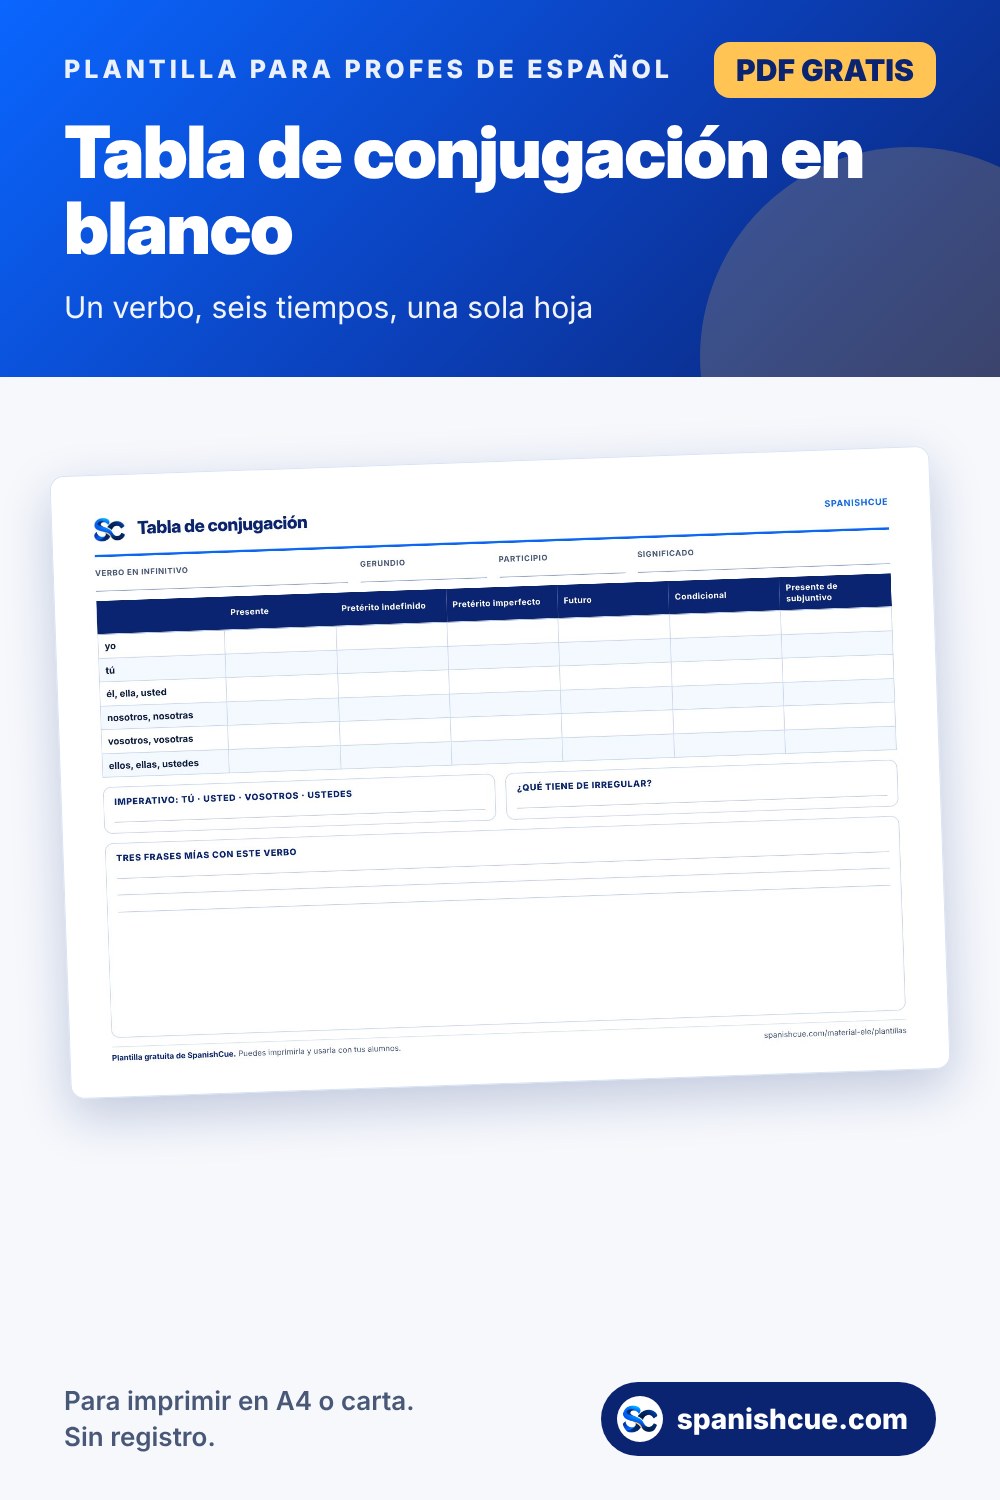 PLANTILLA PARA PROFES DE ESPAÑOL
PDF GRATIS
Tabla de conjugación en
blanco
Un verbo, seis tiempos, una sola hoja
SC Tabla de conjugación
SPANISHCUE
VERBO EN INFINITIVO
GERUNDIO
PARTICIPIO
SIGNIFICADO
Presente
Pretérito indefinido
Pretérito imperfecto
Futuro
Condicional
Presente de
subjuntivo
yo
tú
él, ella, usted
nosotros, nosotras
vosotros, vosotras
ellos, ellas, ustedes
IMPERATIVO: TÚ · USTED · VOSOTROS · USTEDES
¿QUÉ TIENE DE IRREGULAR?
TRES FRASES MÍAS CON ESTE VERBO
Plantilla gratuita de SpanishCue. Puedes imprimirla y usarla con tus alumnos.
spanishcue.com/material-ele/plantillas
Para imprimir en A4 o carta.
Sin registro.
SC spanishcue.com